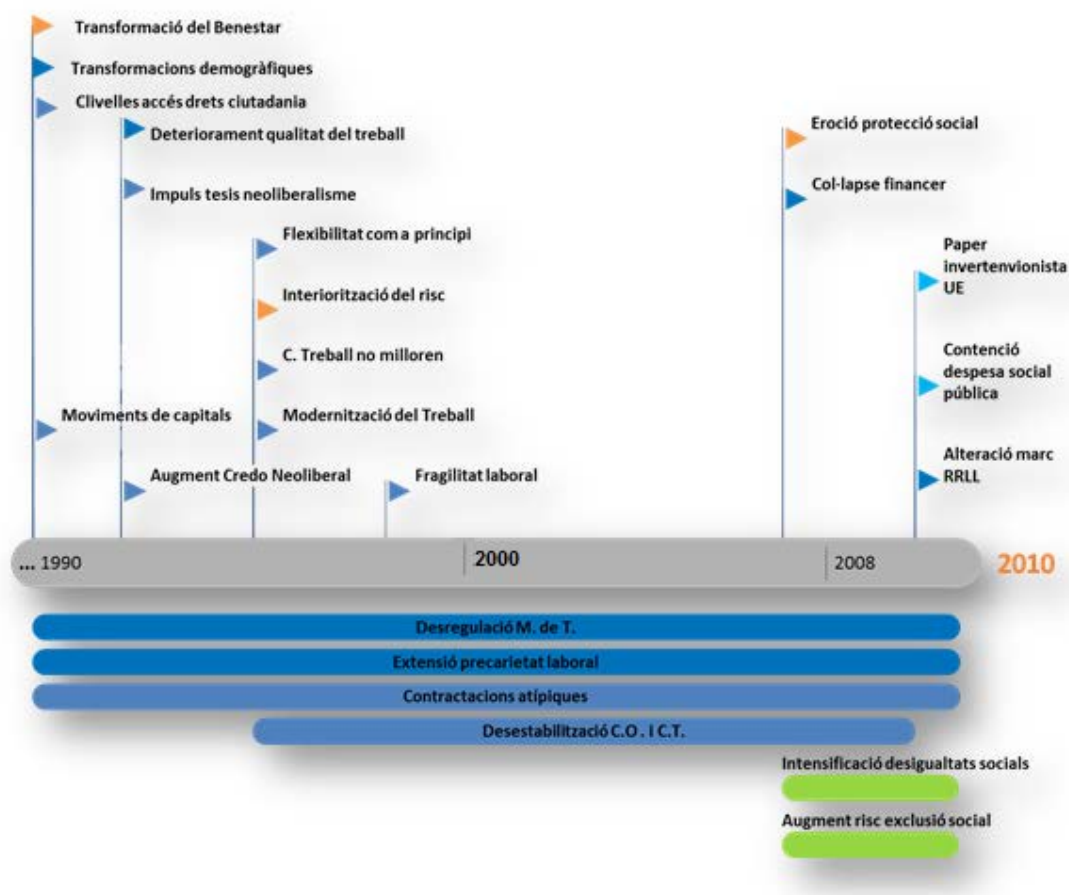 Transformació del Benestar
Transformacions demogràfiques
Clivelles accés drets ciutadania
Deteriorament qualitat del treball
Impuls tesis neoliberalisme
Flexibilitat com a principi
Interiorització del risc
C. Treball no milloren
Moviments de capitals
Modernització del Treball
Augment Credo Neoliberal
Fragilitat laboral
Eroció protecció social
Col·lapse financer
Paper
invertenvionista
UE
Contenció
despesa social
pública
Alteració marc
RRLL
... 1990
2000
2008
2010
Desregulació M. de T.
Extensió precarietat laboral
Contractacions atípiques
Desestabilització C.O. I C.T.
Intensificació desigualtats socials
Augment risc exclusió social